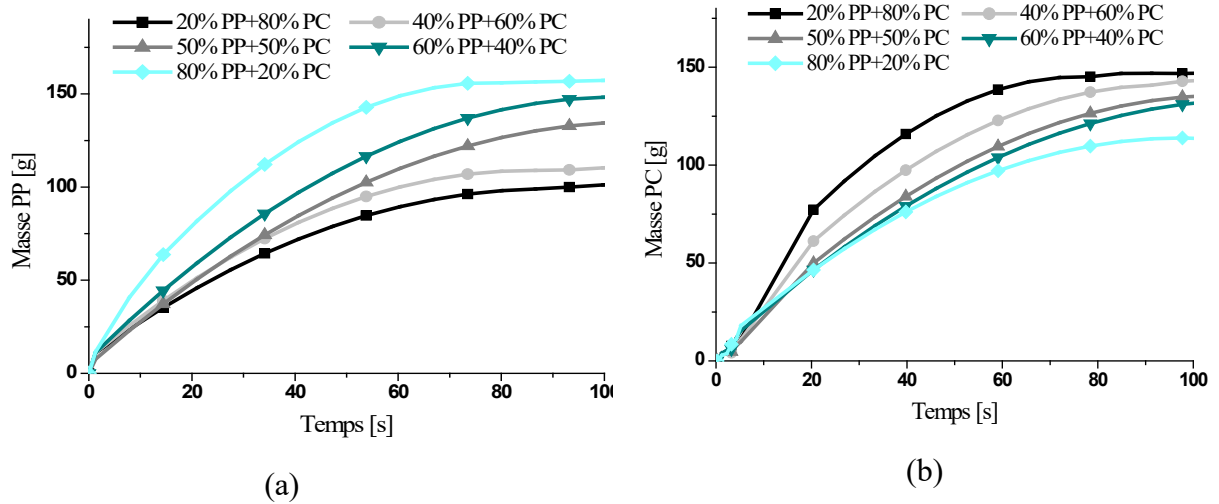 20% PP+80% PC
40% PP+60% PC
50% PP+50% PC
60% PP+40% PC
80% PP+20% PC
Masse PP [g]
150
100
50
0
0 20 40 60 80 100
Temps [s]
(a)
20% PP+80% PC
40% PP+60% PC
50% PP+50% PC
60% PP+40% PC
80% PP+20% PC
Masse PC [g]
150
100
50
0
0 20 40 60 80 100
Temps [s]
(b)